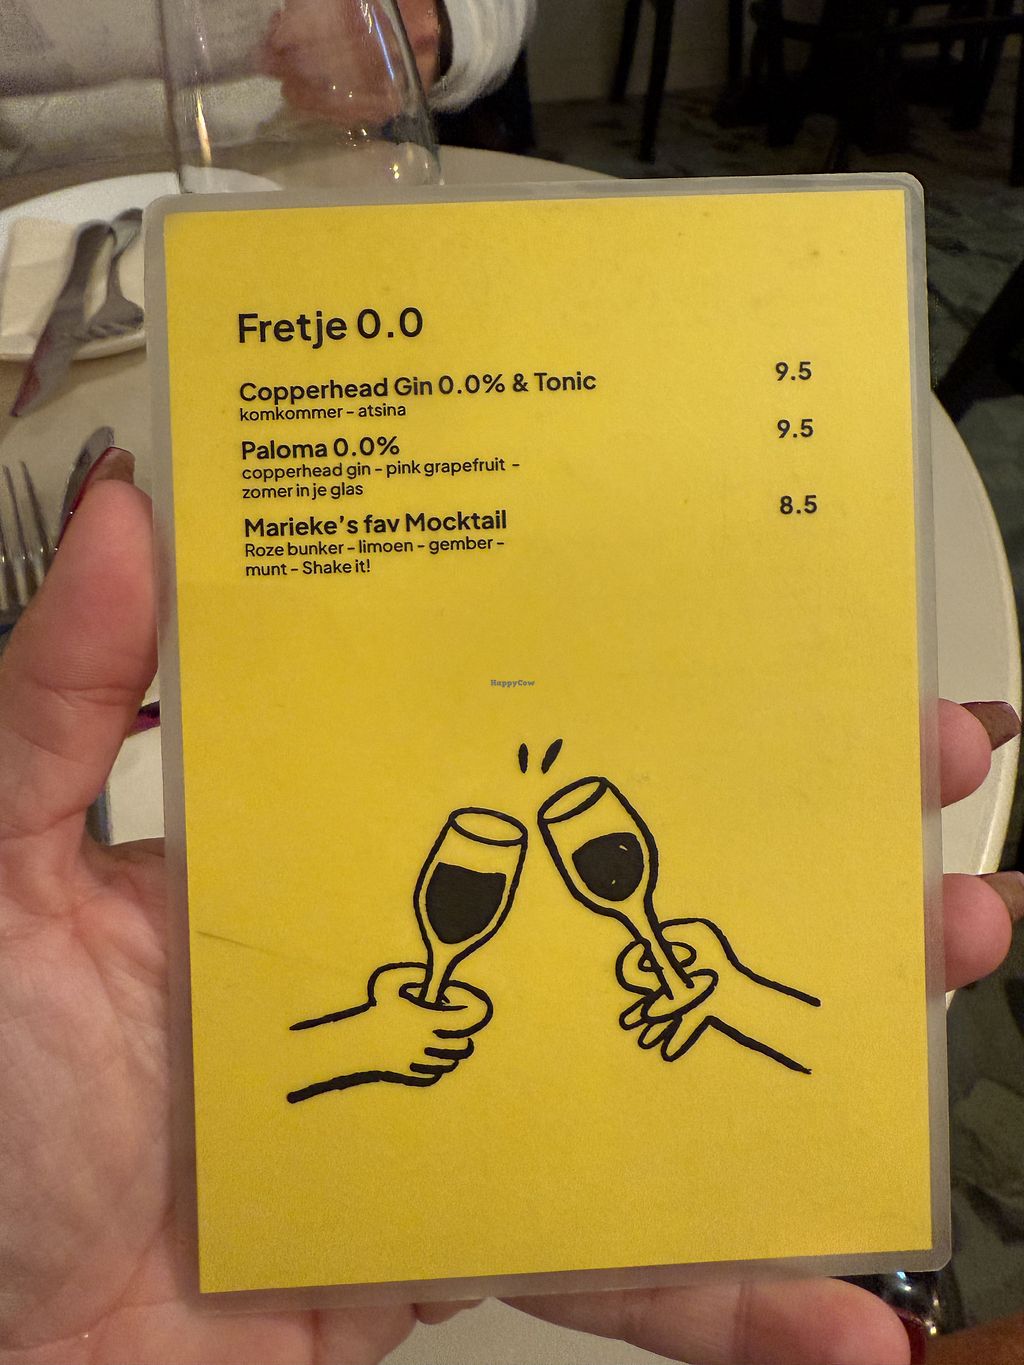 Fretje 0.0
Copperhead Gin 0.0% & Tonic 9.5
komkommer - atsina
Paloma 0.0% 9.5
copperhead gin - pink grapefruit -
zomer in je glas
Marieke's fav Mocktail 8.5
Roze bunker - limoen - gember -
munt - Shake it!
HappyCow